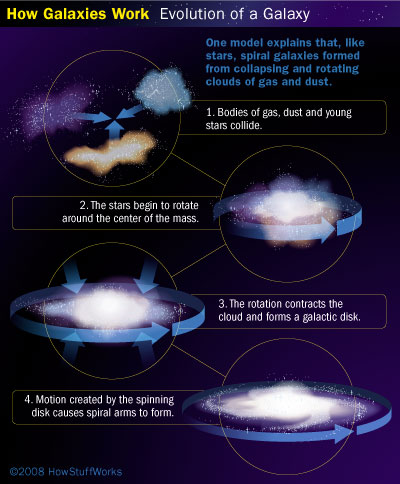 How Galaxies Work Evolution of a Galaxy
One model explains that, like
stars, spiral galaxies formed
from collapsing and rotating
clouds of gas and dust.
1. Bodies of gas, dust and young
stars collide.
2. The stars begin to rotate
around the center of the mass.
3. The rotation contracts the
cloud and forms a galactic disk.
4. Motion created by the spinning
disk causes spiral arms to form.
©2008 HowStuffWorks